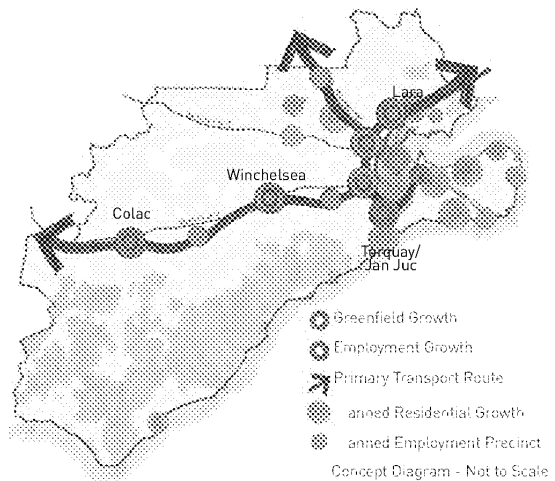 Lara
Winchelsea
Colac
Torquay/
Jan Juc
Greenfield Growth
Employment Growth
Primary Transport Route
anned Residential Growth
anned Employment Precinct
Concept Diagram - Not to Scale